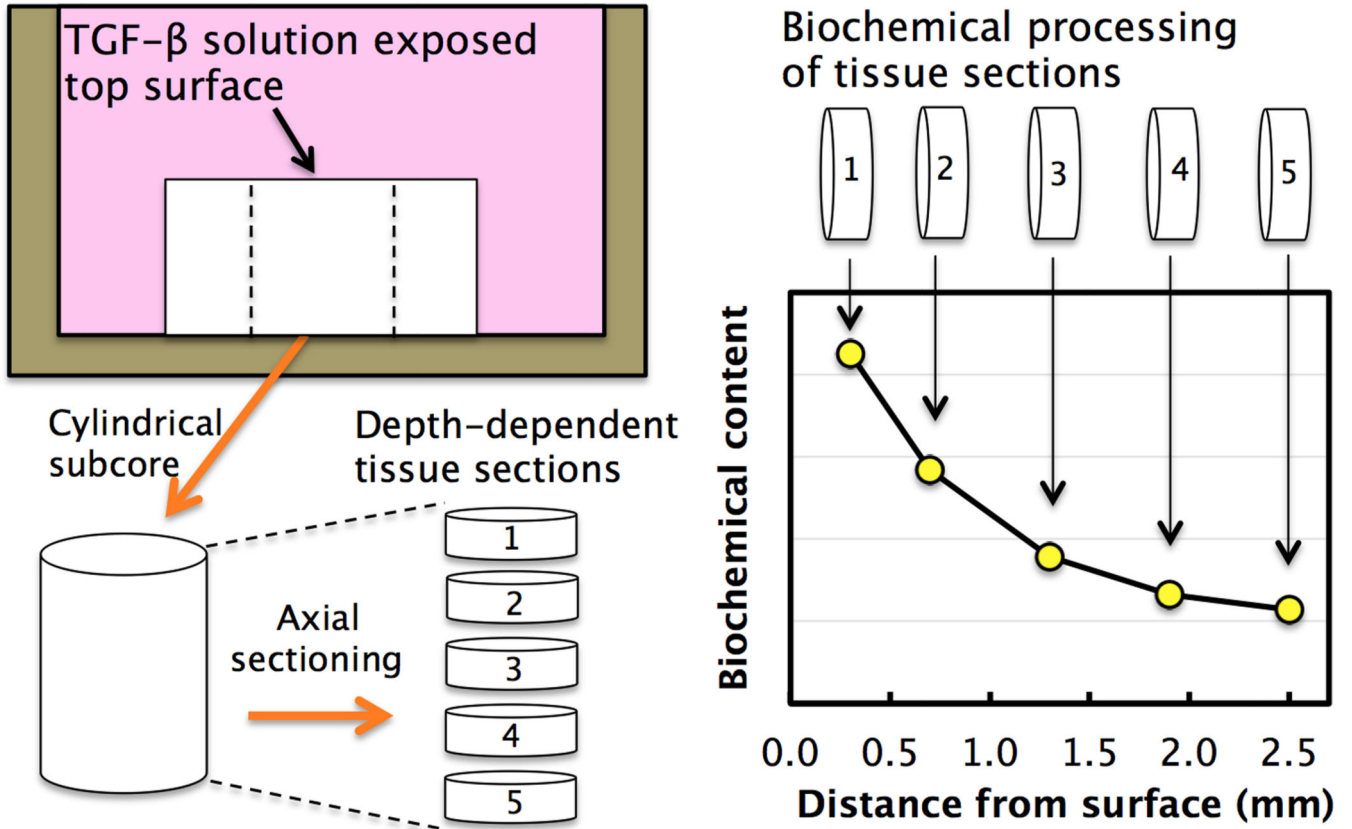 TGF-β solution exposed
top surface
Cylindrical
subcore
Depth-dependent
tissue sections
1
2
3
4
5
Axial
sectioning
Biochemical processing
of tissue sections
1
2
3
4
5
Biochemical content
0.0 0.5 1.0 1.5 2.0 2.5
Distance from surface (mm)